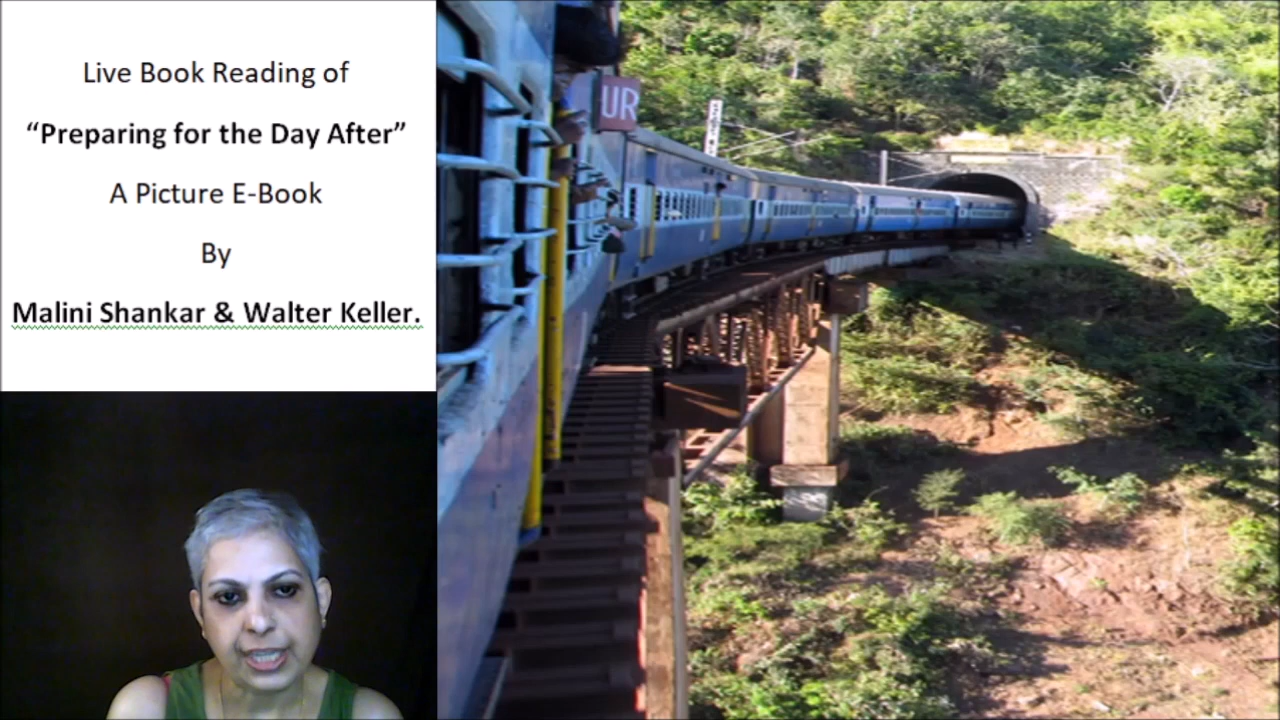 Live Book Reading of
“Preparing for the Day After”
A Picture E-Book
By
Malini Shankar & Walter Keller.
UR